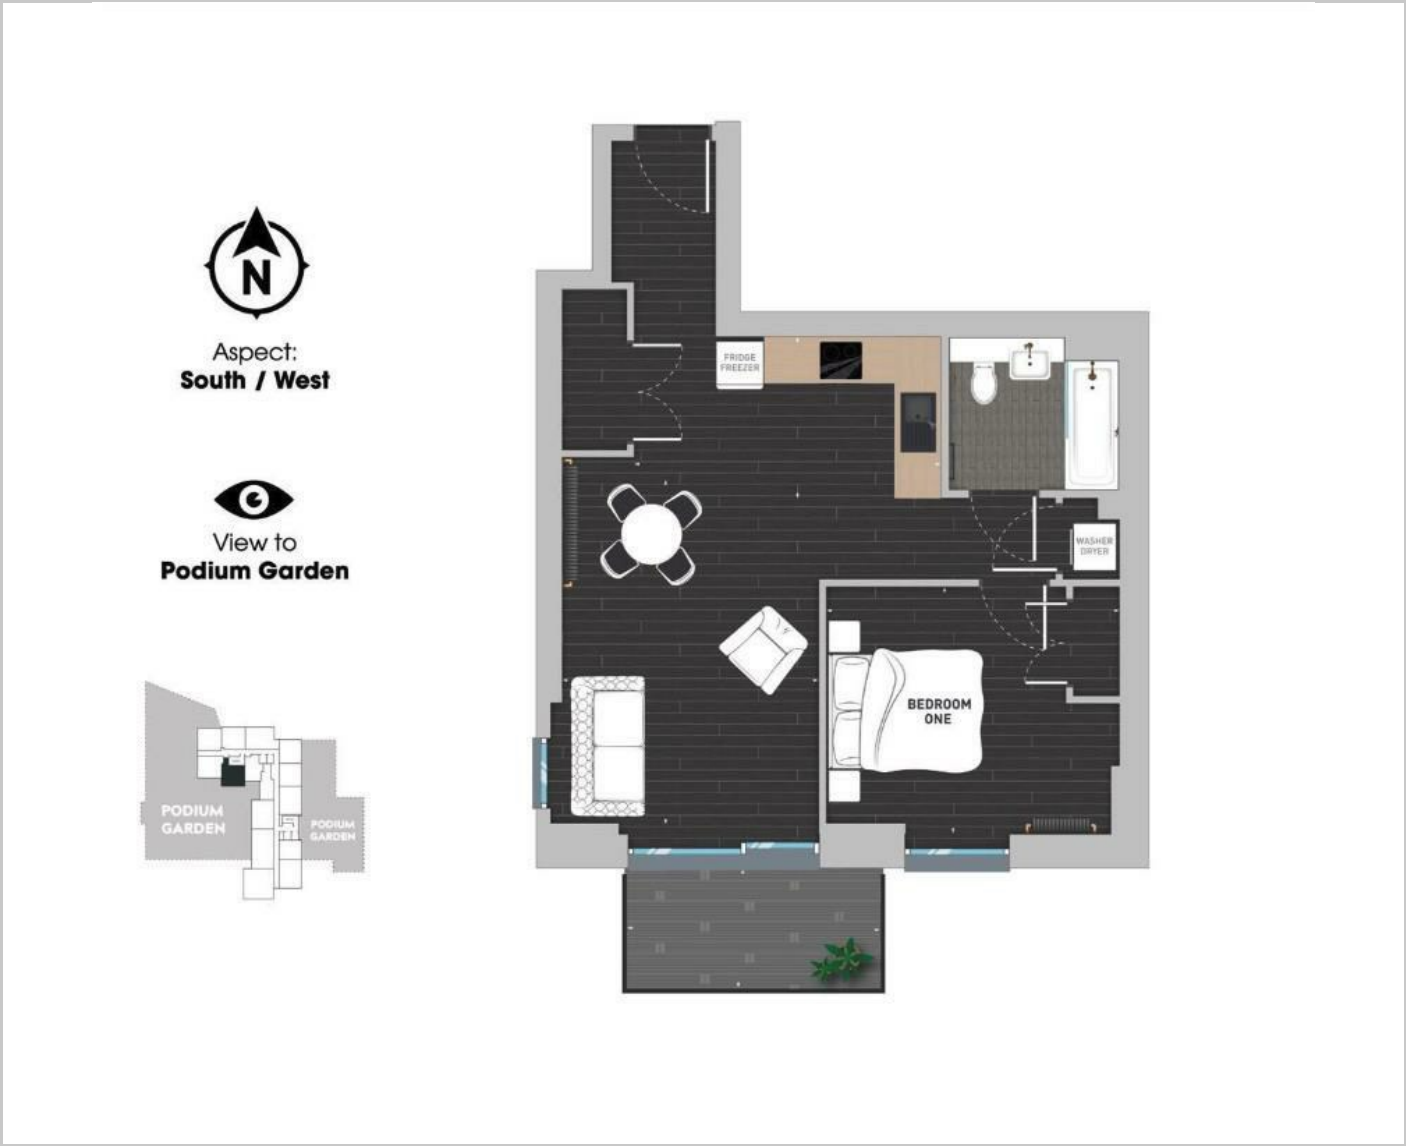 N
Aspect:
South / West
View to
Podium Garden
PODIUM
GARDEN
PODIUM
GARDEN
FRIDGE
FREEZER
WASHER
DRYER
BEDROOM
ONE